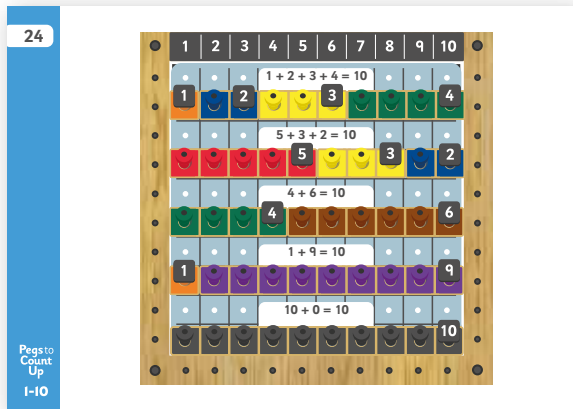 24
1 2 3 4 5 6 7 8 9 10
1 + 2 + 3 + 4 = 10
1 2 3 4
5 + 3 + 2 = 10
5 3 2
4 + 6 = 10
4 6
1 + 9 = 10
1 9
10 + 0 = 10
10
Pegs to
Count
Up
1-10